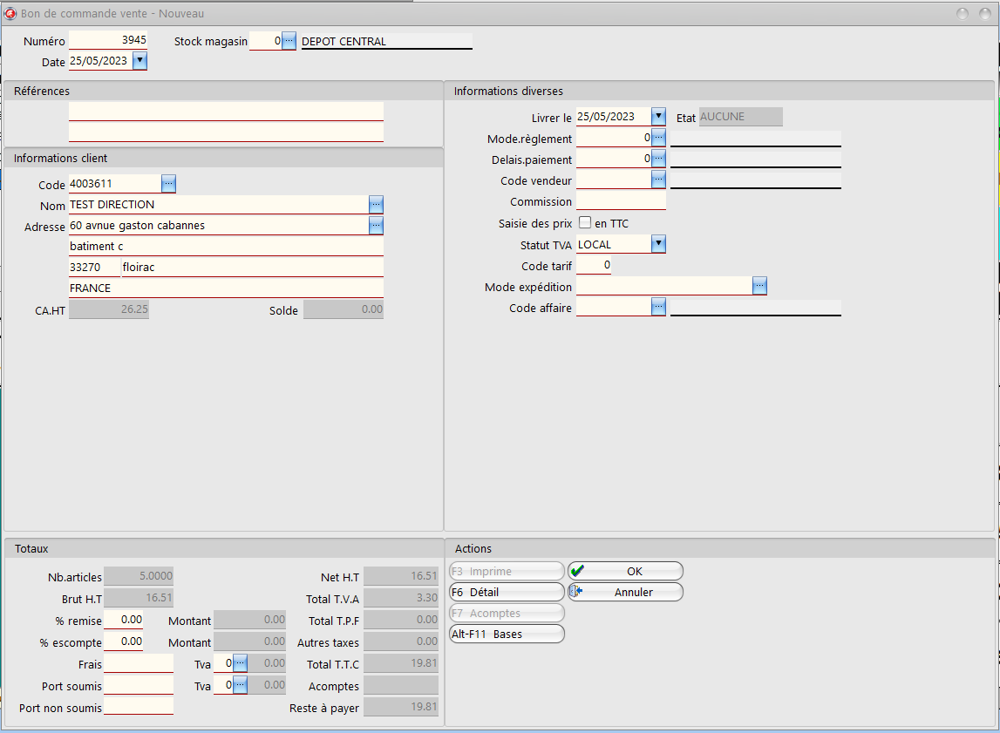 Bon de commande vente - Nouveau
Numéro 3945 Stock magasin 0 DEPOT CENTRAL
Date 25/05/2023
Références
Informations client
Code 4003611
Nom TEST DIRECTION
Adresse 60 avnue gaston cabannes
batiment c
33270 floirac
FRANCE
CA.HT 26.25 Solde 0.00
Informations diverses
Livrer le 25/05/2023 Etat AUCUNE
Mode.règlement 0
Delais.paiement 0
Code vendeur
Commission
Saisie des prix en TTC
Statut TVA LOCAL
Code tarif 0
Mode expédition
Code affaire
Totaux
Nb.articles 5.0000 Net H.T 16.51
Brut H.T 16.51 Total T.V.A 3.30
% remise 0.00 Montant 0.00 Total T.P.F 0.00
% escompte 0.00 Montant 0.00 Autres taxes 0.00
Frais Tva 0 0.00 Total T.T.C 19.81
Port soumis Tva 0 0.00 Acomptes
Port non soumis Reste à payer 19.81
Actions
F3 Imprime OK
F6 Détail Annuler
F7 Acomptes
Alt-F11 Bases